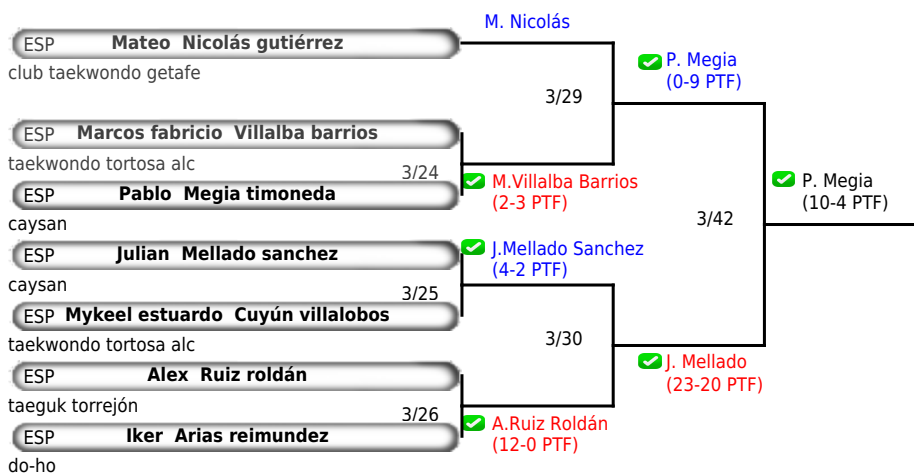 M. Nicolás
ESP Mateo Nicolás gutiérrez
club taekwondo getafe
P. Megia
(0-9 PTF)
3/29
ESP Marcos fabricio Villalba barrios
taekwondo tortosa alc
3/24
ESP Pablo Megia timoneda
caysan
M.Villalba Barrios
(2-3 PTF)
P. Megia
(10-4 PTF)
3/42
ESP Julian Mellado sanchez
caysan
J.Mellado Sanchez
(4-2 PTF)
3/25
ESP Mykeel estuardo Cuyún villalobos
taekwondo tortosa alc
3/30
ESP Alex Ruiz roldán
taeguk torrejón
J. Mellado
(23-20 PTF)
3/26
ESP Iker Arias reimundez
do-ho
A.Ruiz Roldán
(12-0 PTF)